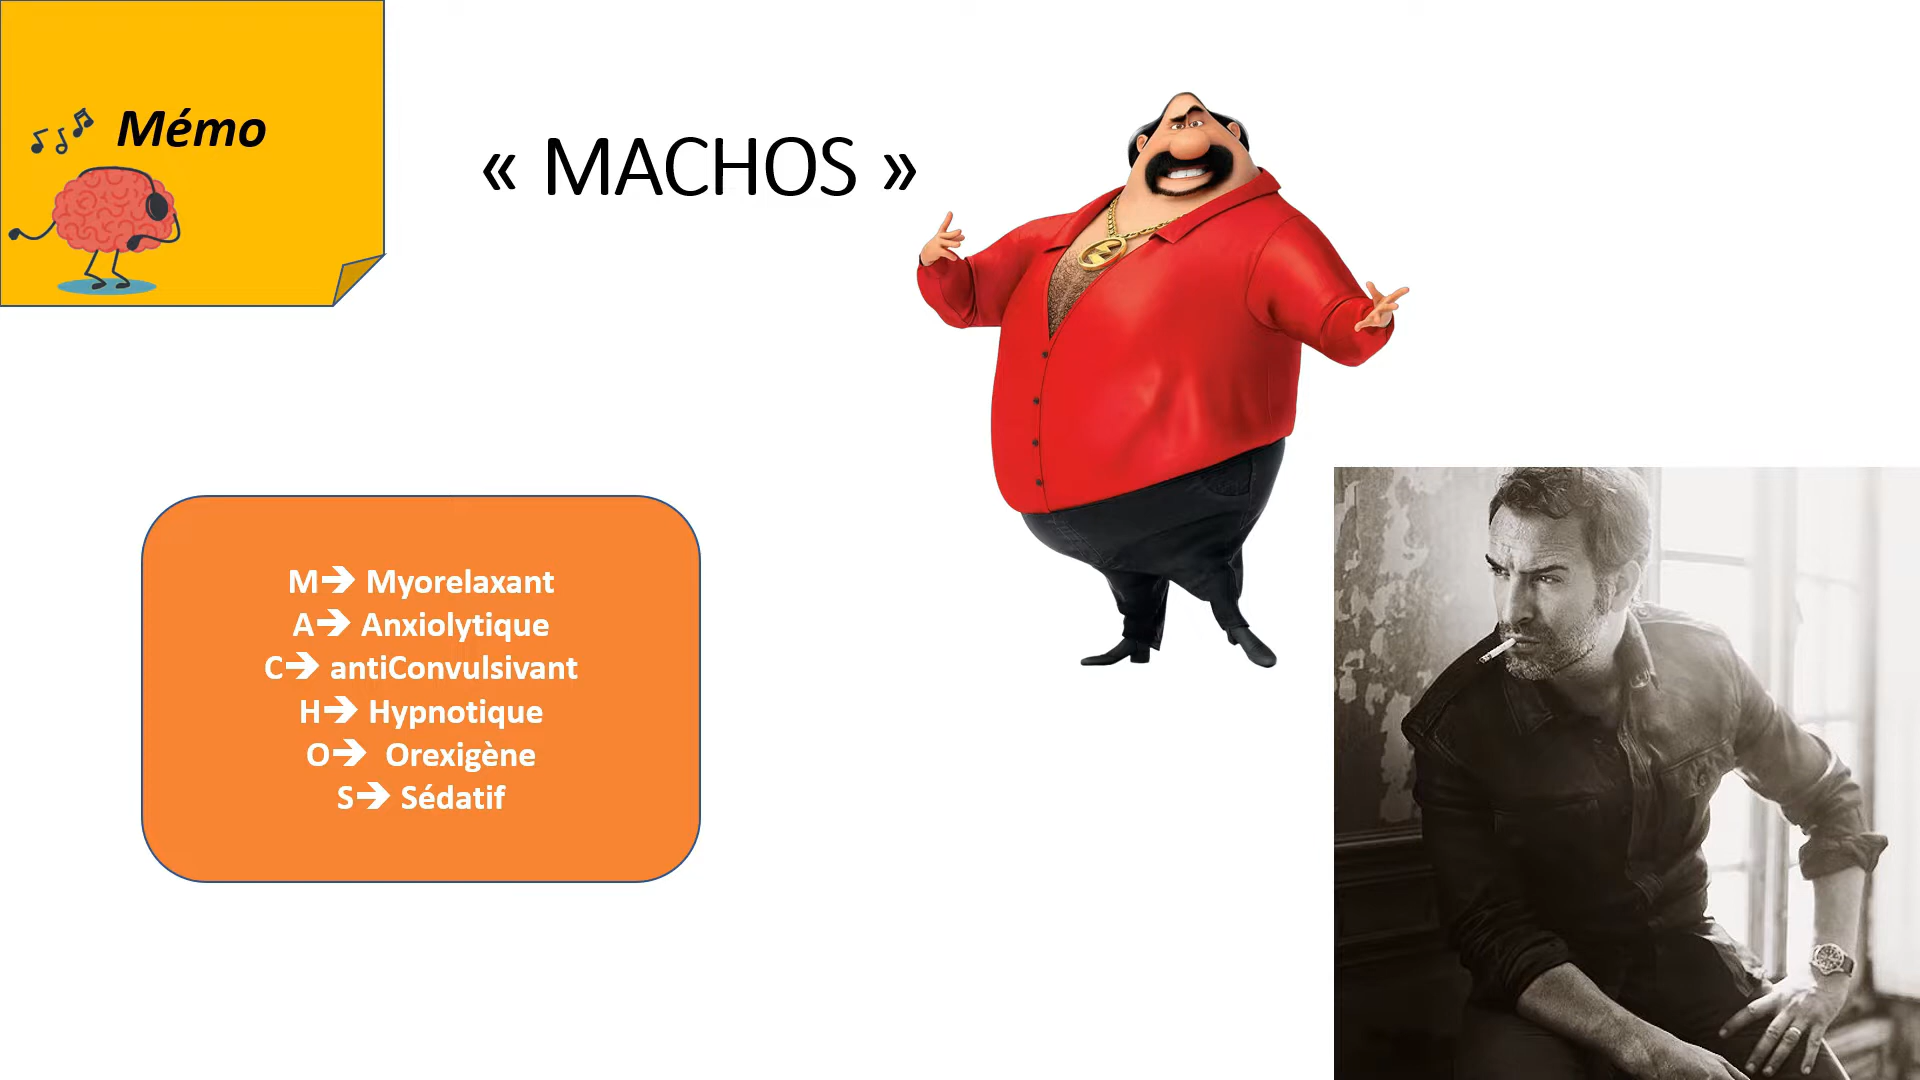 Mémo
« MACHOS »
M➔ Myorelaxant
A➔ Anxiolytique
C➔ antiConvulsivant
H➔ Hypnotique
O➔ Orexigène
S➔ Sédatif